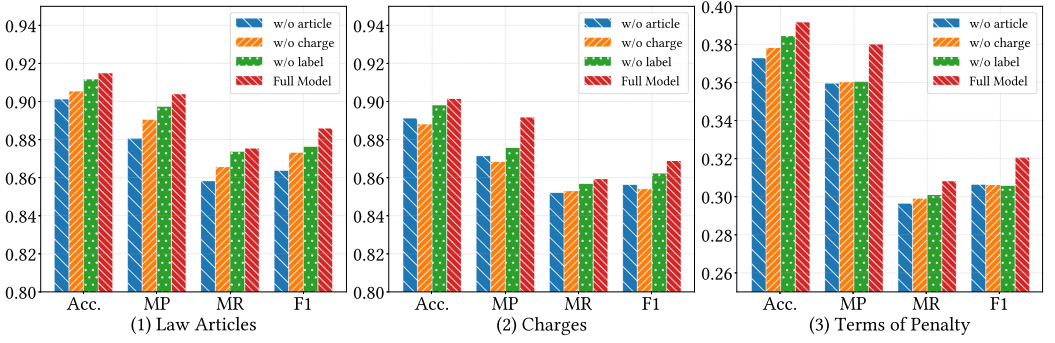 0.94
0.92
0.90
0.88
0.86
0.84
0.82
0.80
w/o article
w/o charge
w/o label
Full Model
Acc. MP MR F1
(1) Law Articles
0.94
0.92
0.90
0.88
0.86
0.84
0.82
0.80
w/o article
w/o charge
w/o label
Full Model
Acc. MP MR F1
(2) Charges
0.40
0.38
0.36
0.34
0.32
0.30
0.28
0.26
w/o article
w/o charge
w/o label
Full Model
Acc. MP MR F1
(3) Terms of Penalty